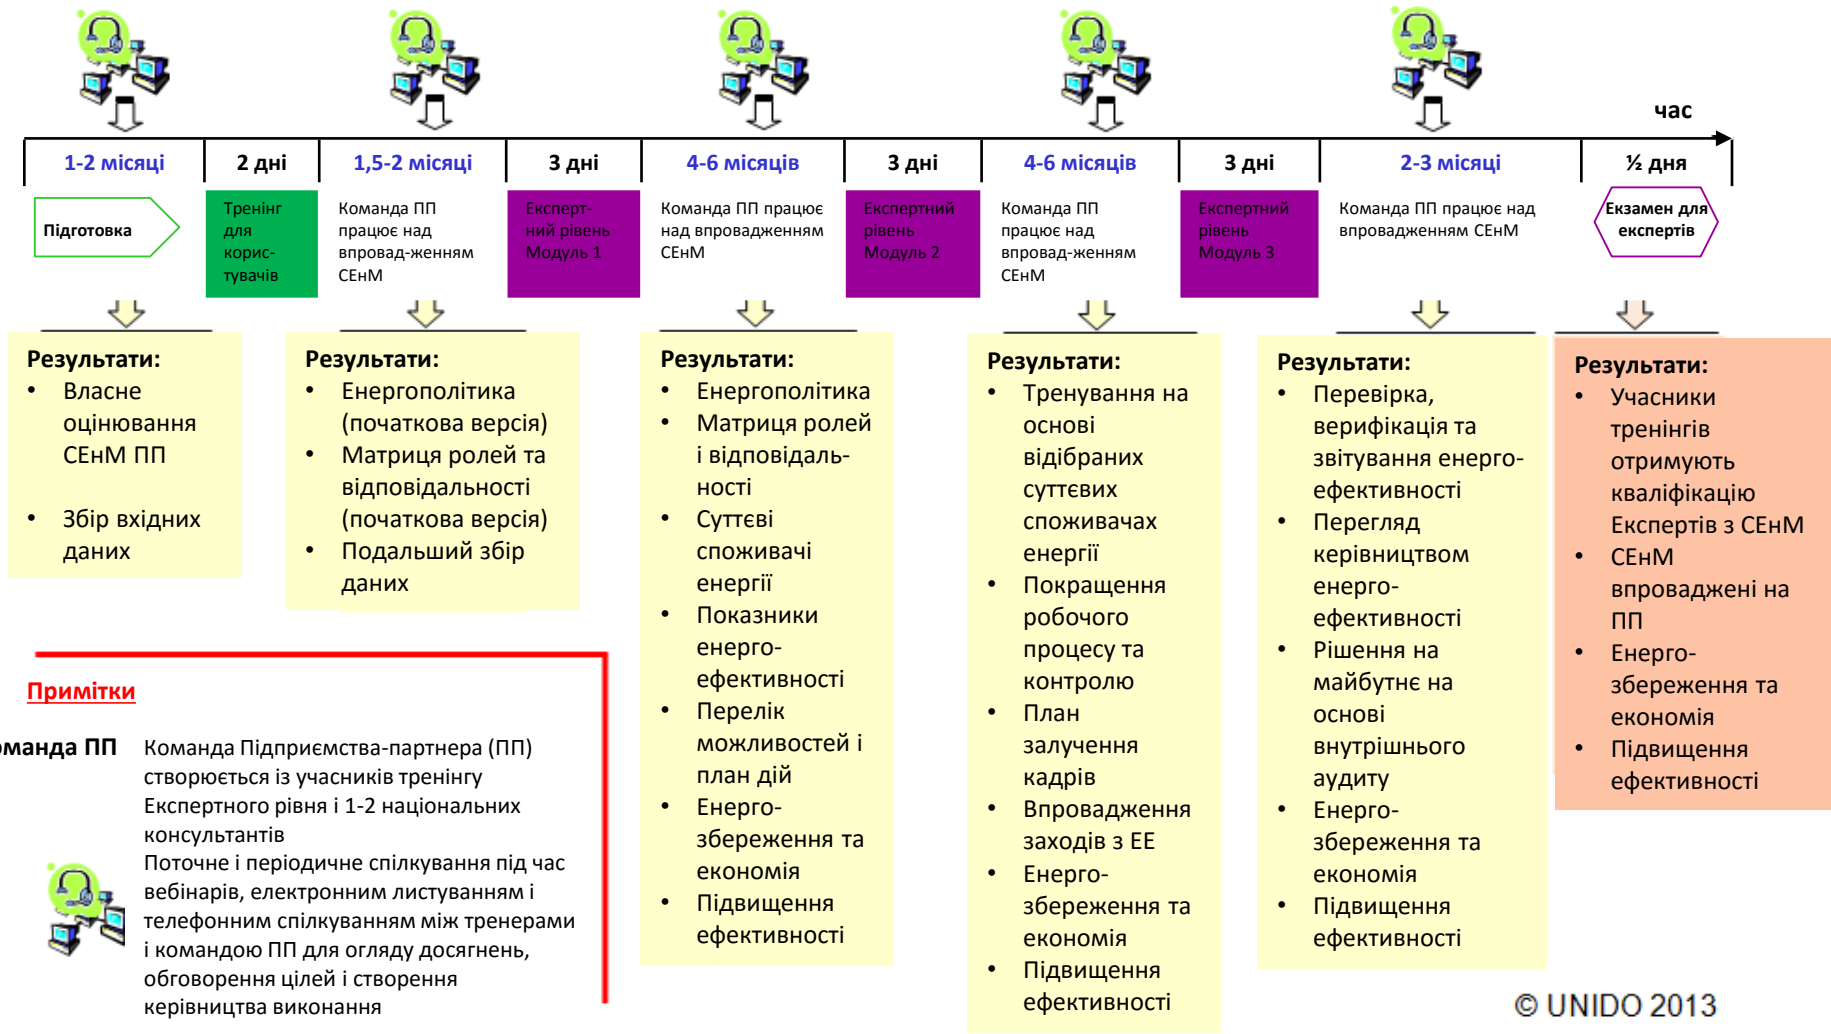 час
1-2 місяці
2 дні
1,5-2 місяці
3 дні
4-6 місяців
3 дні
4-6 місяців
3 дні
2-3 місяці
½ дня
Підготовка
Тренінг
для
корис-
тувачів
Команда ПП
працює над
впровад-женням
СЕнМ
Експерт-
ний рівень
Модуль 1
Команда ПП працює
над впровадженням
СЕнМ
Експертний
рівень
Модуль 2
Команда ПП
працює над
впровад-женням
СЕнМ
Експертний
рівень
Модуль 3
Команда ПП працює над
впровадженням СЕнМ
Екзамен для
експертів
Результати:
• Власне
оцінювання
СЕнМ ПП
• Збір вхідних
даних
Результати:
• Енергополітика
(початкова версія)
• Матриця ролей та
відповідальності
(початкова версія)
• Подальший збір
даних
Результати:
• Енергополітика
• Матриця ролей
і відповідаль-
ності
• Суттєві
споживачі
енергії
• Показники
енерго-
ефективності
• Перелік
можливостей і
план дій
• Енерго-
збереження та
економія
• Підвищення
ефективності
Результати:
• Тренування на
основі
відібраних
суттєвих
споживачах
енергії
• Покращення
робочого
процесу та
контролю
• План
залучення
кадрів
• Впровадження
заходів з ЕЕ
• Енерго-
збереження та
економія
• Підвищення
ефективності
Результати:
• Перевірка,
верифікація та
звітування енерго-
ефективності
• Перегляд
керівництвом
енерго-
ефективності
• Рішення на
майбутнє на
основі
внутрішнього
аудиту
• Енерго-
збереження та
економія
• Підвищення
ефективності
Результати:
• Учасники
тренінгів
отримують
кваліфікацію
Експертів з СЕнМ
• СЕнМ
впроваджені на
ПП
• Енерго-
збереження та
економія
• Підвищення
ефективності
Примітки
оманда ПП Команда Підприємства-партнера (ПП)
створюється із учасників тренінгу
Експертного рівня і 1-2 національних
консультантів
Поточне і періодичне спілкування під час
вебінарів, електронним листуванням і
телефонним спілкуванням між тренерами
і командою ПП для огляду досягнень,
обговорення цілей і створення
керівництва виконання
© UNIDO 2013